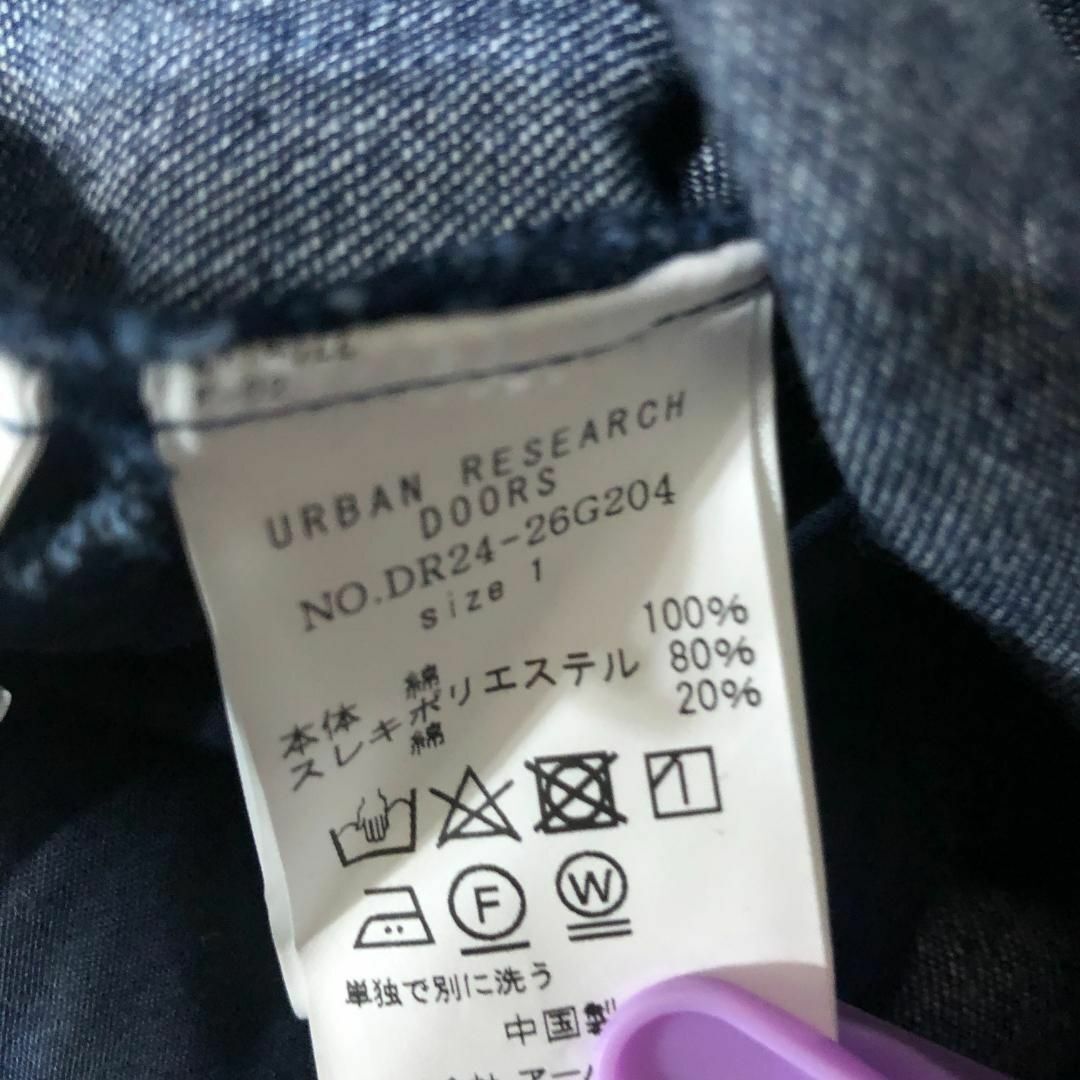 URBAN RESEARCH
DOORS
NO.DR24-26G204
size 1
本体 綿 100%
スレキ ポリエステル 80%
綿 20%
F W
単独で別に洗う
中国製